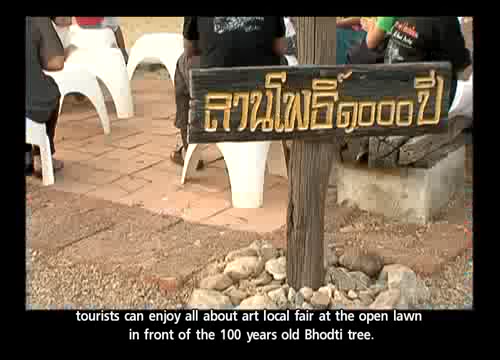 ลานโพธิ์๑๐๐๐ปี
tourists can enjoy all about art local fair at the open lawn
in front of the 100 years old Bhodti tree.